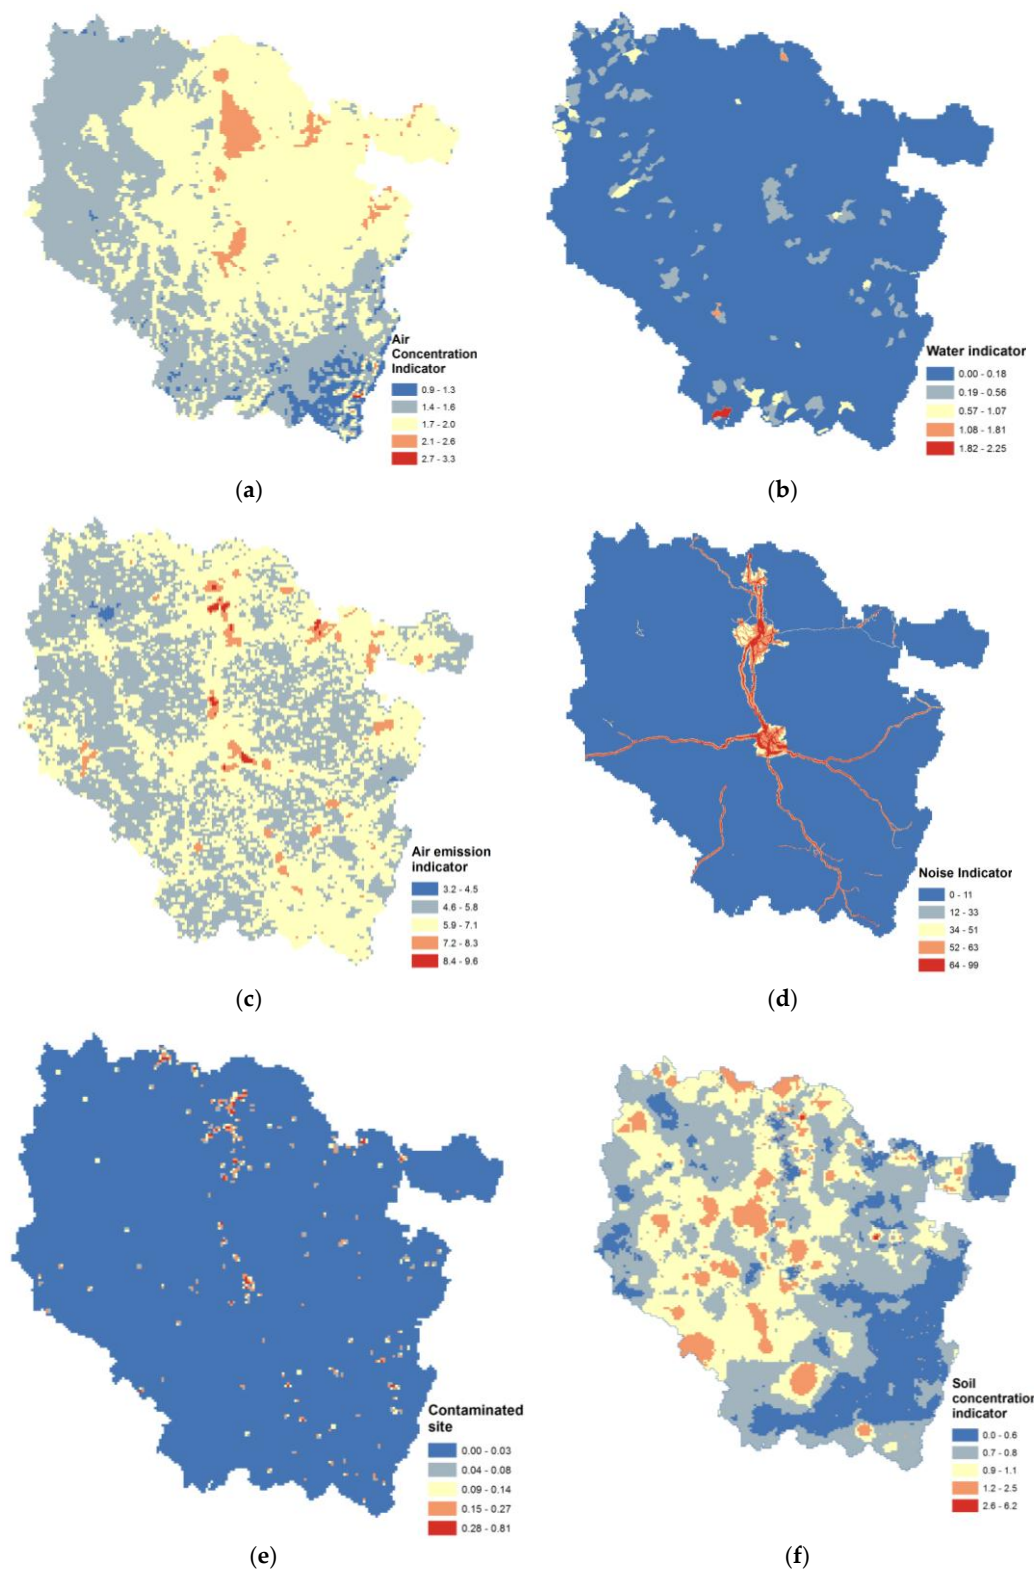 Air
Concentration
Indicator
0.9 - 1.3
1.4 - 1.6
1.7 - 2.0
2.1 - 2.6
2.7 - 3.3
(a)
Water indicator
0.00 - 0.18
0.19 - 0.56
0.57 - 1.07
1.08 - 1.81
1.82 - 2.25
(b)
Air emission
indicator
3.2 - 4.5
4.6 - 5.8
5.9 - 7.1
7.2 - 8.3
8.4 - 9.6
(c)
Noise Indicator
0 - 11
12 - 33
34 - 51
52 - 63
64 - 99
(d)
Contaminated
site
0.00 - 0.03
0.04 - 0.08
0.09 - 0.14
0.15 - 0.27
0.28 - 0.81
(e)
Soil
concentration
indicator
0.0 - 0.6
0.7 - 0.8
0.9 - 1.1
1.2 - 2.5
2.6 - 6.2
(f)